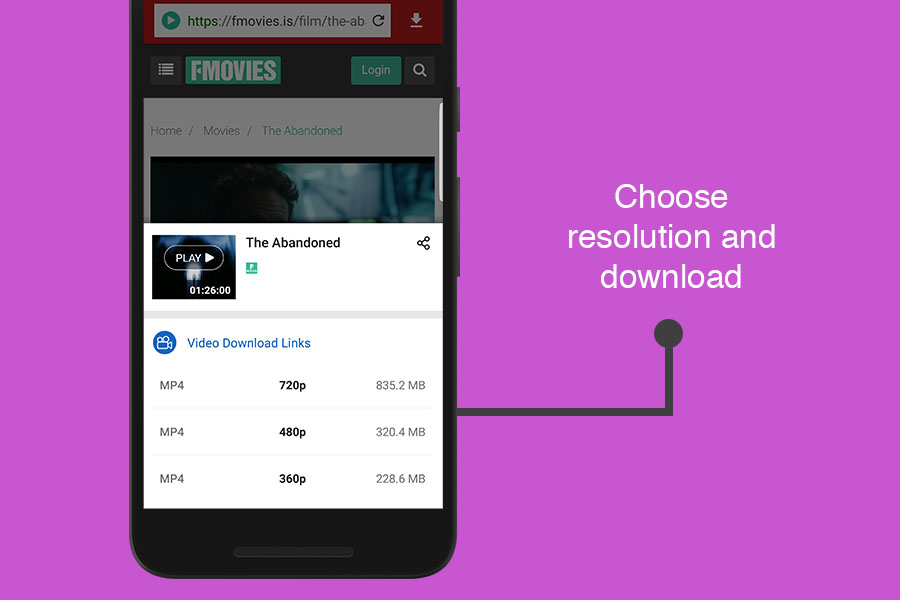 https://fmovies.is/film/the-ab
FMOVIES
Login
Home / Movies / The Abandoned
The Abandoned
PLAY
01:26:00
Video Download Links
MP4 720p 835.2 MB
MP4 480p 320.4 MB
MP4 360p 228.6 MB
Choose
resolution and
download